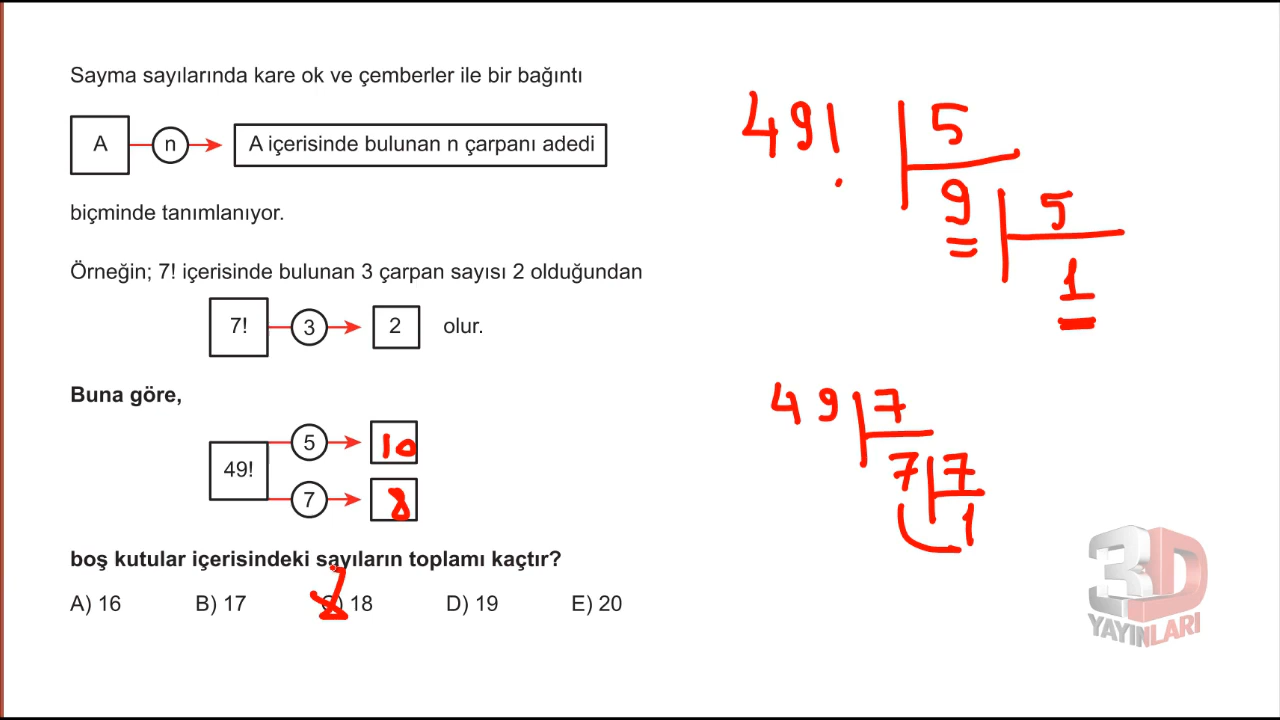 Sayma sayılarında kare ok ve çemberler ile bir bağıntı
A n A içerisinde bulunan n çarpanı adedi
biçminde tanımlanıyor.
Örneğin; 7! içerisinde bulunan 3 çarpan sayısı 2 olduğundan
7! 3 2 olur.
Buna göre,
5 10
49!
7 8
boş kutular içerisindeki sayıların toplamı kaçtır?
A) 16 B) 17 C) 18 D) 19 E) 20
49! 5
9 5
1
49 7
7 7
1
3D
YAYINLARI